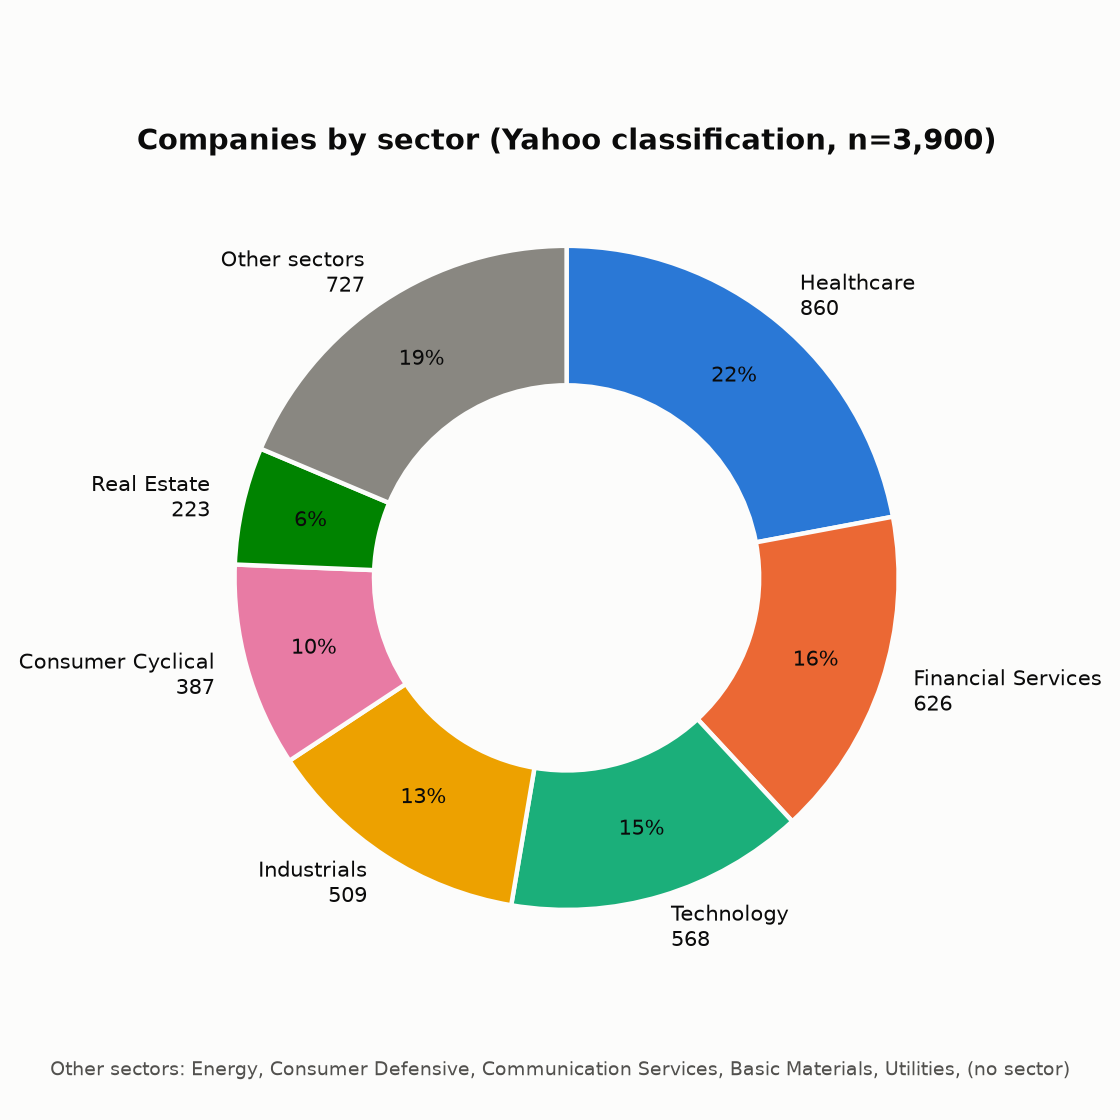 Companies by sector (Yahoo classification, n=3,900)
Other sectors
727
Healthcare
860
19%
22%
Real Estate
223
6%
10%
Consumer Cyclical
387
16%
Financial Services
626
13%
15%
Industrials
509
Technology
568
Other sectors: Energy, Consumer Defensive, Communication Services, Basic Materials, Utilities, (no sector)